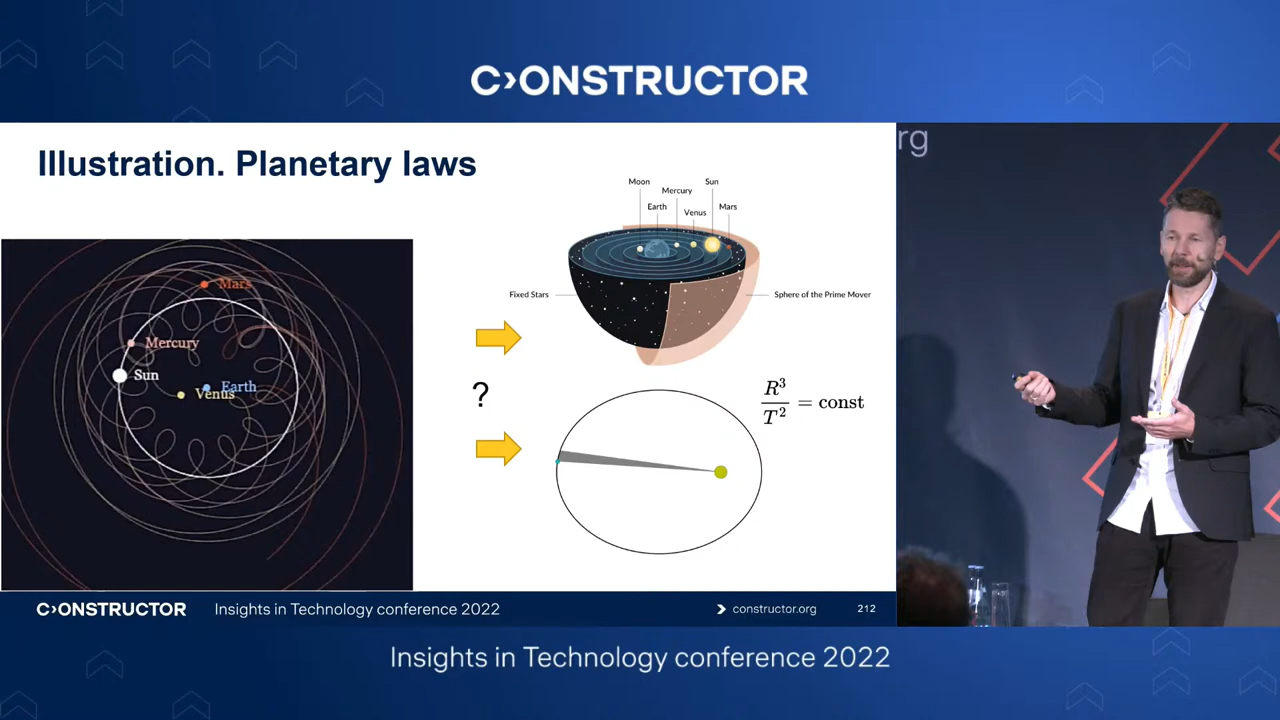 C›ONSTRUCTOR
rg
Illustration. Planetary laws
Moon
Sun
Mercury
Earth
Mars
Venus
Fixed Stars
Sphere of the Prime Mover
Mars
Mercury
Sun
Earth
Venus
?
R³/T² = const
C›ONSTRUCTOR
Insights in Technology conference 2022
constructor.org
212
Insights in Technology conference 2022